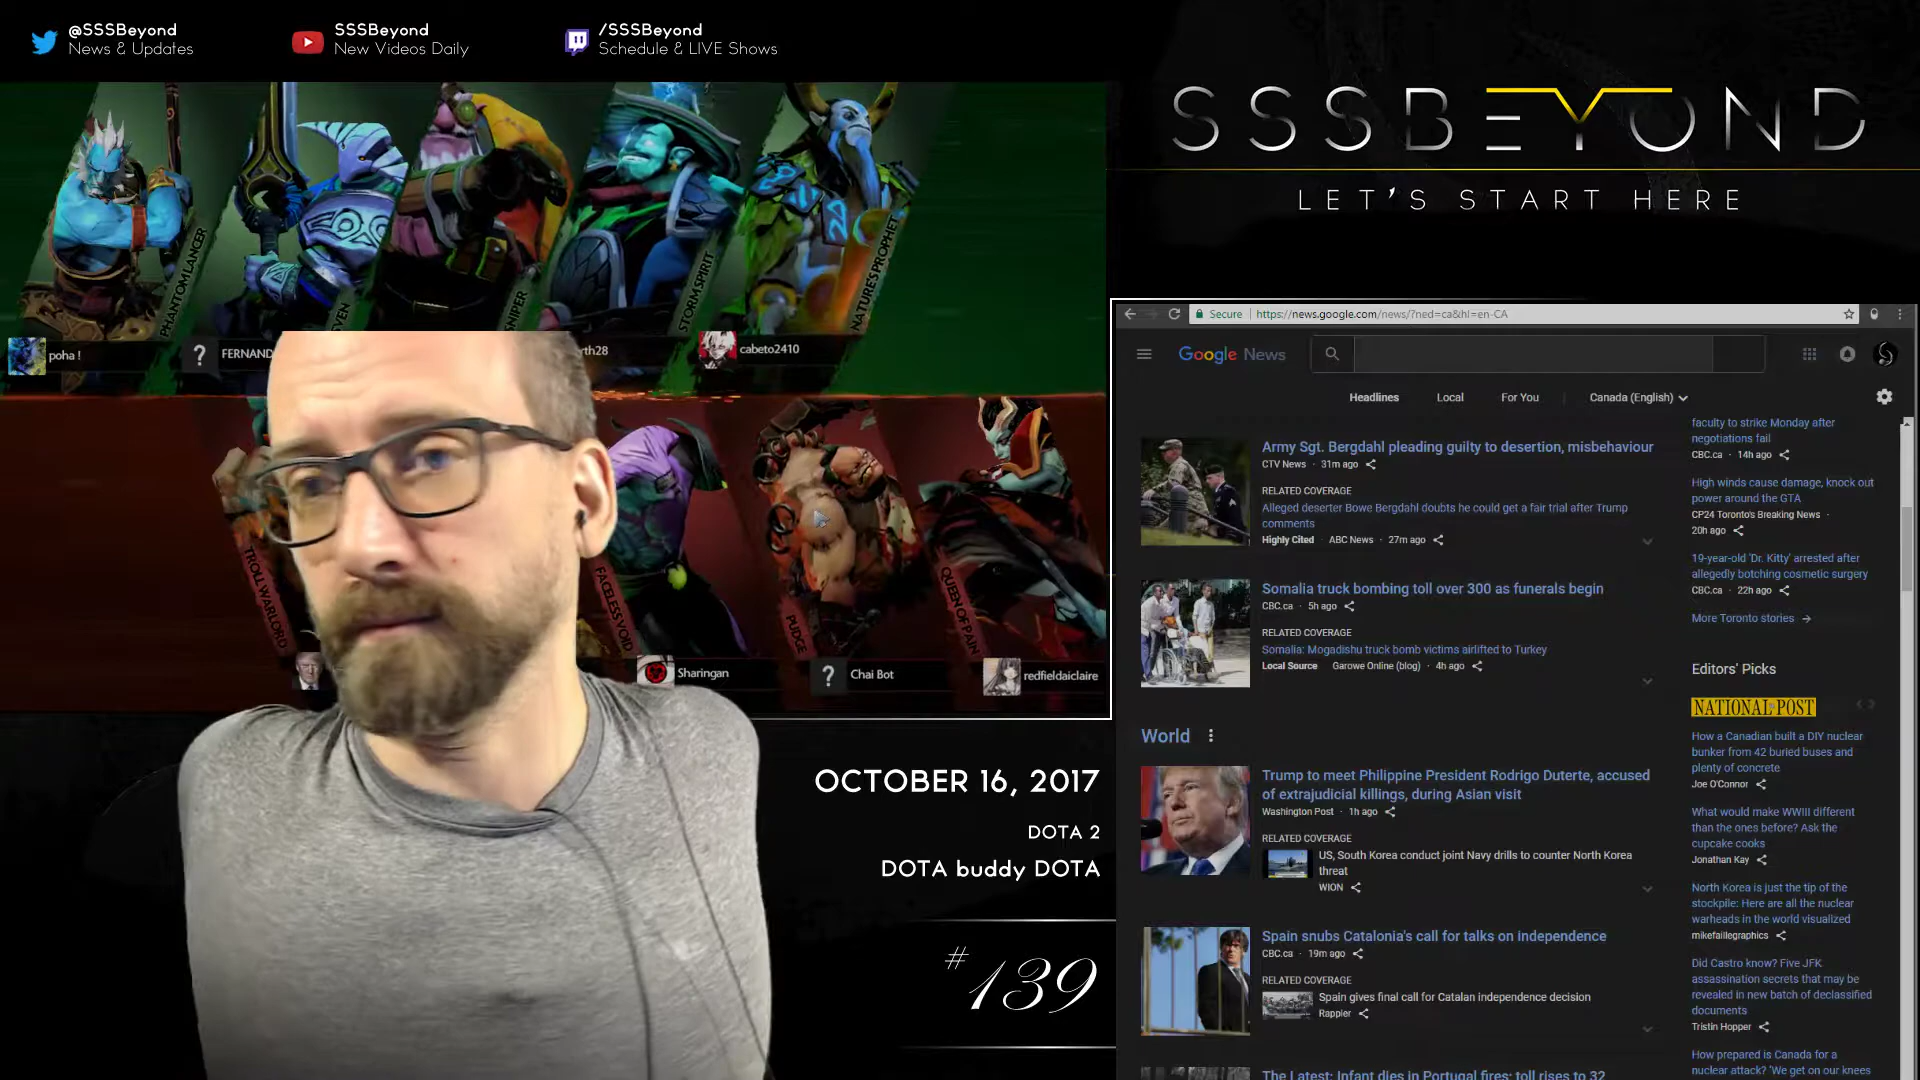 @SSSBeyond
News & Updates
SSSBeyond
New Videos Daily
/SSSBeyond
Schedule & LIVE Shows
SSSBEYOND
LET'S START HERE
PHANTOM LANCER
SVEN
SNIPER
STORM SPIRIT
NATURE'S PROPHET
poha !
?
FERNAND
rth28
cabeto2410
TROLL WARLORD
FACELESS VOID
PUDGE
QUEEN OF PAIN
Sharingan
?
Chai Bot
redfieldaiclaire
OCTOBER 16, 2017
DOTA 2
DOTA buddy DOTA
#139
Secure
https://news.google.com/news/?ned=ca&hl=en-CA
Google News
Headlines
Local
For You
Canada (English)
Army Sgt. Bergdahl pleading guilty to desertion, misbehaviour
CTV News · 31m ago
RELATED COVERAGE
Alleged deserter Bowe Bergdahl doubts he could get a fair trial after Trump
comments
Highly Cited ABC News · 27m ago
Somalia truck bombing toll over 300 as funerals begin
CBC.ca · 5h ago
RELATED COVERAGE
Somalia: Mogadishu truck bomb victims airlifted to Turkey
Local Source Garowe Online (blog) · 4h ago
World
Trump to meet Philippine President Rodrigo Duterte, accused
of extrajudicial killings, during Asian visit
Washington Post · 1h ago
RELATED COVERAGE
US, South Korea conduct joint Navy drills to counter North Korea
threat
WION
Spain snubs Catalonia's call for talks on independence
CBC.ca · 19m ago
RELATED COVERAGE
Spain gives final call for Catalan independence decision
Rappler
The Latest: Infant dies in Portugal fires; toll rises to 32
faculty to strike Monday after
negotiations fail
CBC.ca · 14h ago
High winds cause damage, knock out
power around the GTA
CP24 Toronto's Breaking News ·
20h ago
19-year-old 'Dr. Kitty' arrested after
allegedly botching cosmetic surgery
CBC.ca · 22h ago
More Toronto stories
Editors' Picks
NATIONAL POST
How a Canadian built a DIY nuclear
bunker from 42 buried buses and
plenty of concrete
Joe O'Connor
What would make WWIII different
than the ones before? Ask the
cupcake cooks
Jonathan Kay
North Korea is just the tip of the
stockpile: Here are all the nuclear
warheads in the world visualized
mikefaillegraphics
Did Castro know? Five JFK
assassination secrets that may be
revealed in new batch of declassified
documents
Tristin Hopper
How prepared is Canada for a
nuclear attack? 'We get on our knees